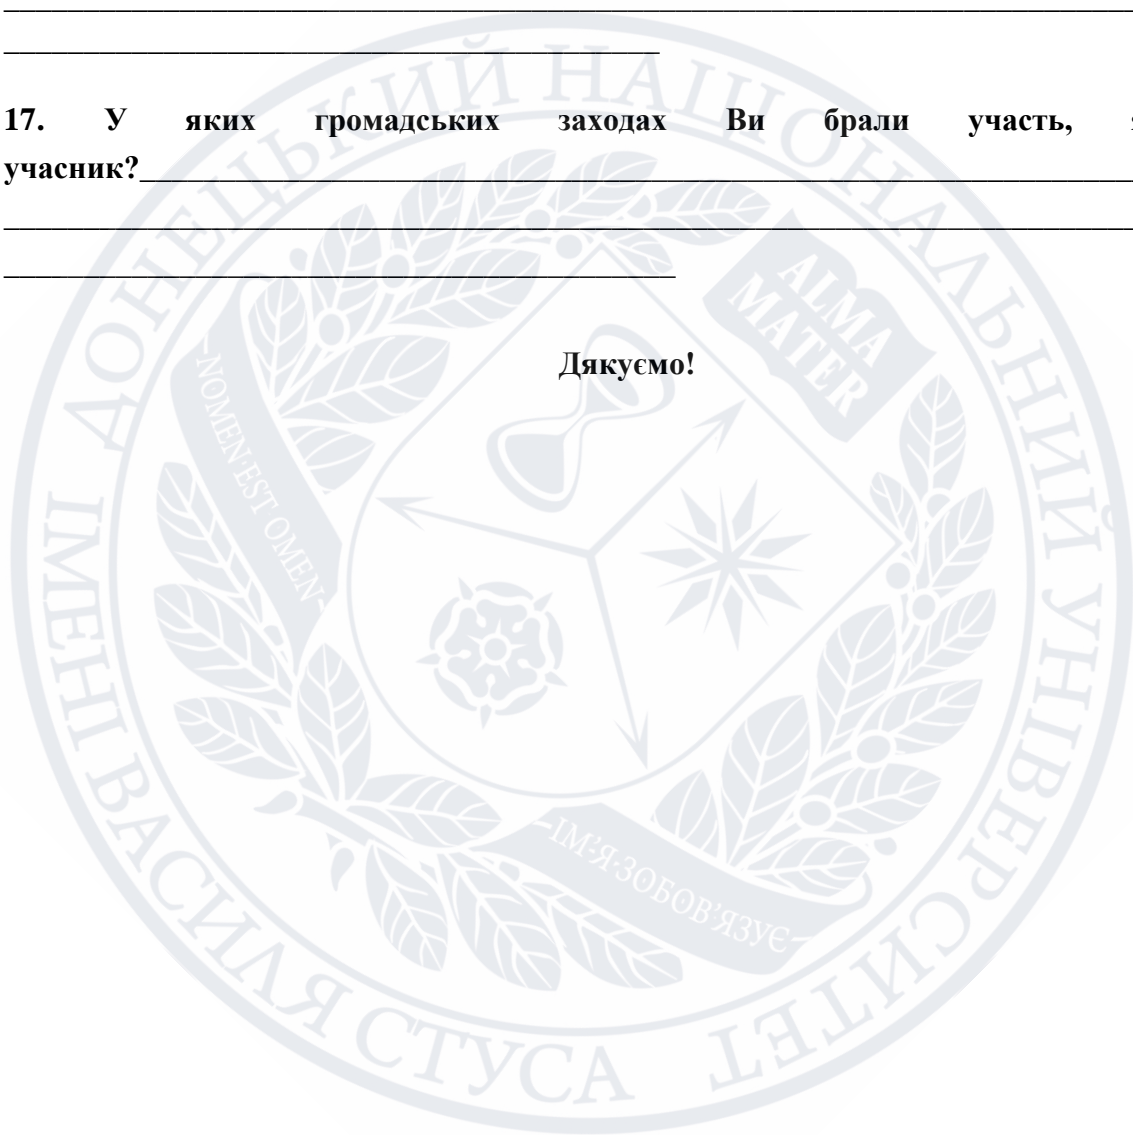 17. У яких громадських заходах Ви брали участь,
учасник?
Дякуємо!
ДОНЕЦЬКИЙ НАЦІОНАЛЬНИЙ УНІВЕРСИТЕТ
ІМЕНІ ВАСИЛЯ СТУСА
ALMA
MATER
NOMEN·EST OMEN
ІМ'Я·ЗОБОВ'ЯЗУЄ